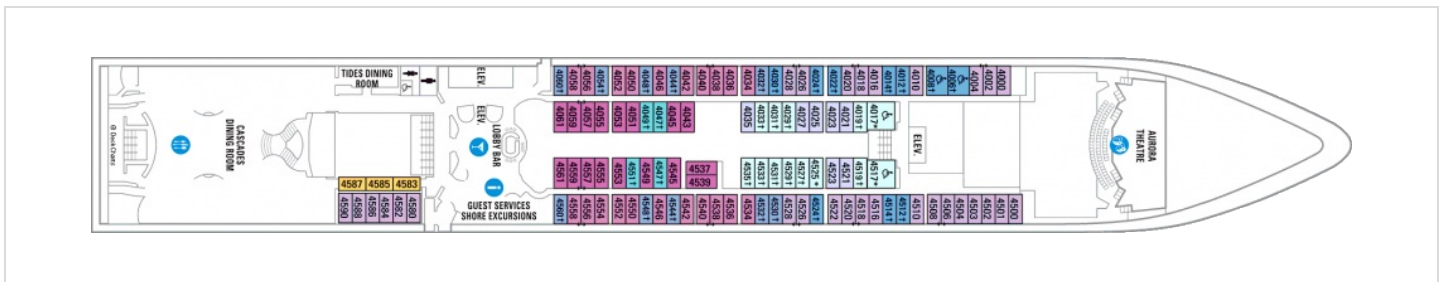 TIDES DINING
ROOM
ELEV.
ELEV.
© Deck Chartz
CASCADES
DINING ROOM
LOBBY BAR
GUEST SERVICES
SHORE EXCURSIONS
ELEV.
AURORA
THEATRE
4060† 4058 4056 4054† 4052 4050 4048† 4046 4044† 4042 4040 4038 4036 4034 4032† 4030† 4028 4026 4024† 4022† 4020 4018 4016 4014† 4012† 4010 4008† 4006† 4004 4002 4000
4061 4059 4057 4055 4053 4051 4049† 4047† 4045 4043 4035 4033† 4031† 4029† 4027 4025 4023 4021 4019† 4017*
4561 4559 4557 4555 4553 4551† 4549 4547† 4545 4537 4535† 4533† 4531† 4529† 4527† 4525* 4523 4521 4519† 4517*
4539
4560† 4558 4556 4554 4552 4550 4548† 4546 4544† 4542 4540 4538 4536 4534 4532† 4530† 4528 4526 4524† 4522 4520 4518 4516 4514† 4512† 4510 4508 4506 4504 4503 4502 4501 4500
4587 4585 4583
4590 4588 4586 4584 4582 4580